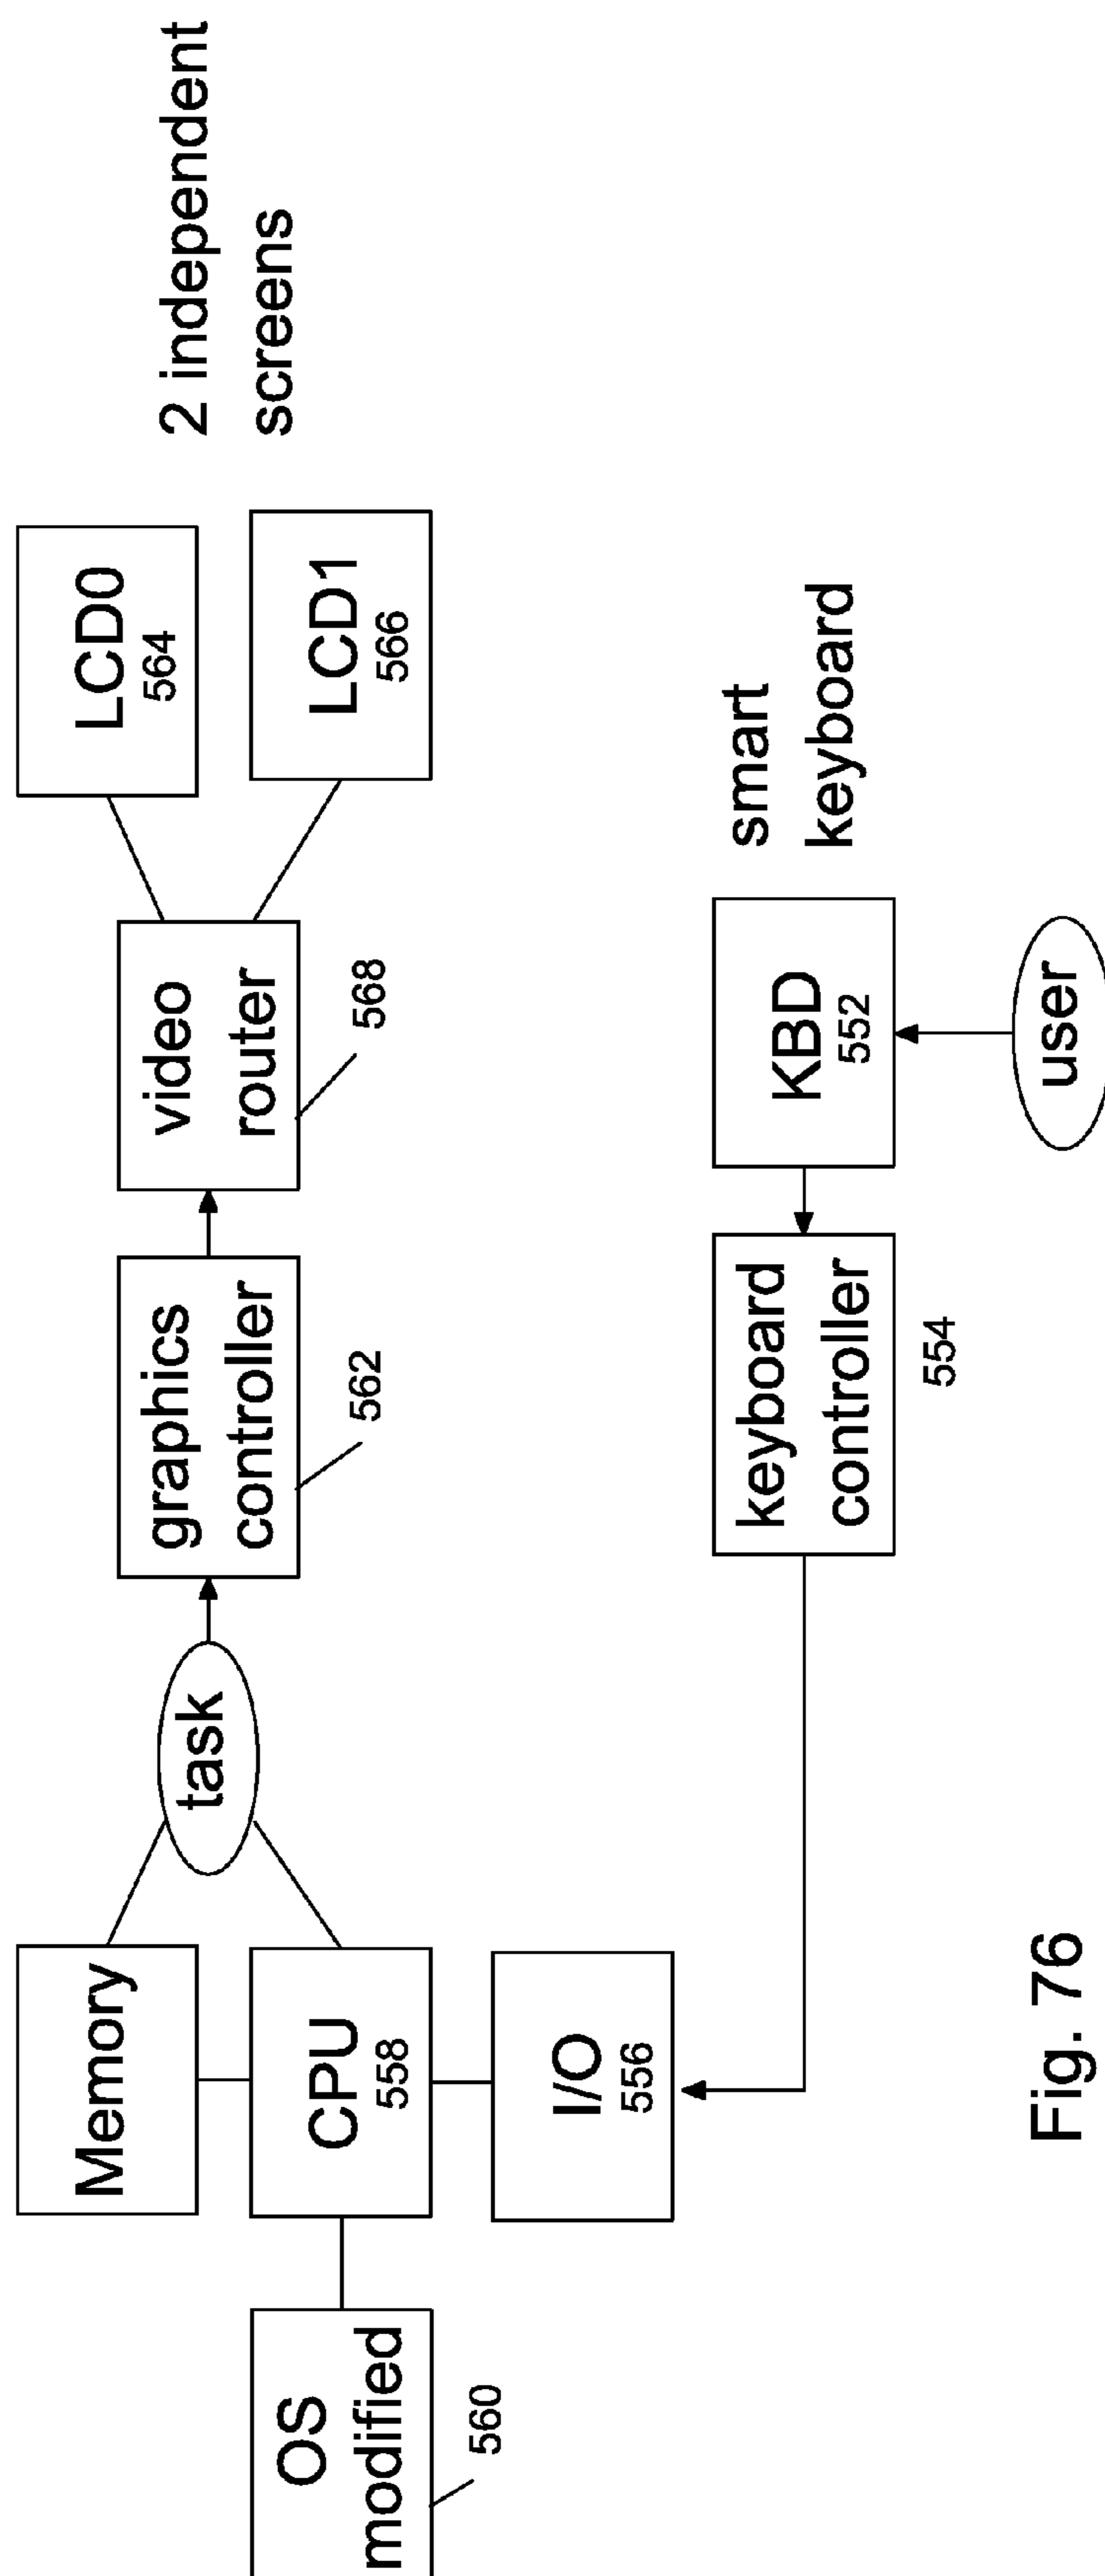 2 independent
screens
Memory
task
graphics
controller
562
video
router
568
LCD0
564
LCD1
566
OS
modified
560
CPU
558
I/O
556
keyboard
controller
554
KBD
552
smart
keyboard
user
Fig. 76